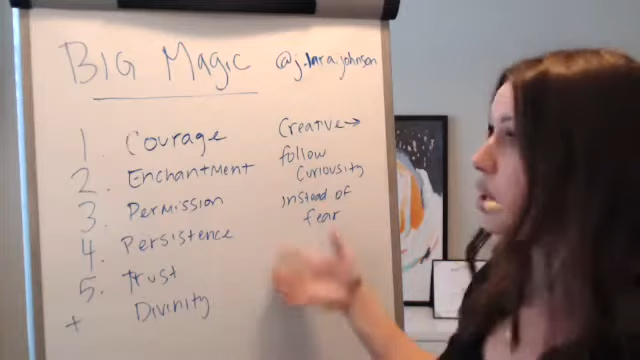 BIG Magic
@j.lara.johnson
1. Courage
2. Enchantment
3. Permission
4. Persistence
5. Trust
+ Divinity
Creative →
follow
Curiousity
instead of
fear